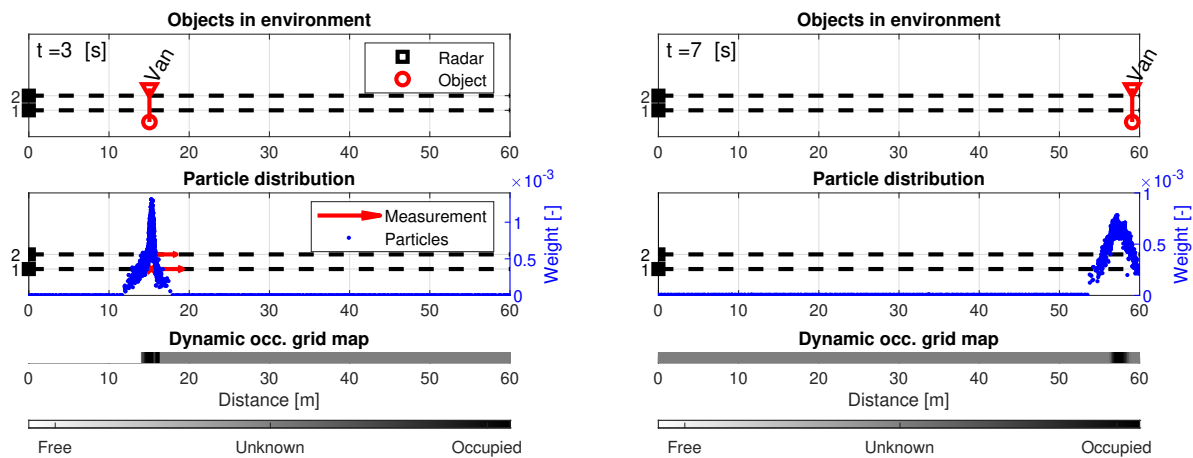 Objects in environment
t =3 [s]
Van
Radar
Object
2
1
0 10 20 30 40 50 60
Particle distribution
×10-3
Measurement
Particles
2
1
1
0.5
0
Weight [-]
0 10 20 30 40 50 60
Dynamic occ. grid map
0 10 20 30 40 50 60
Distance [m]
Free Unknown Occupied
Objects in environment
t =7 [s]
Van
2
1
0 10 20 30 40 50 60
Particle distribution
×10-3
2
1
1
0.5
0
Weight [-]
0 10 20 30 40 50 60
Dynamic occ. grid map
0 10 20 30 40 50 60
Distance [m]
Free Unknown Occupied